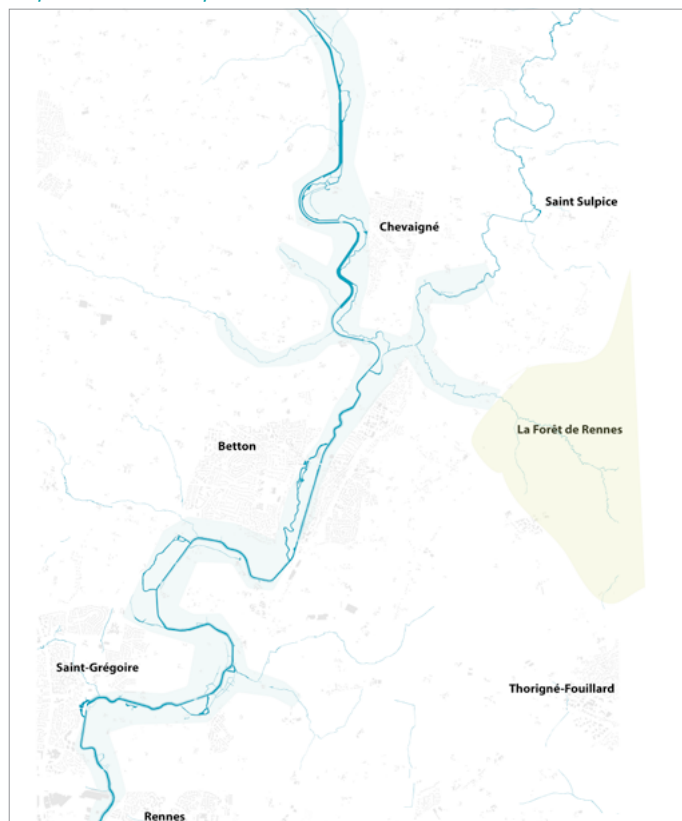 Saint Sulpice
Chevaigné
La Forêt de Rennes
Betton
Saint-Grégoire
Thorigné-Fouillard
Rennes